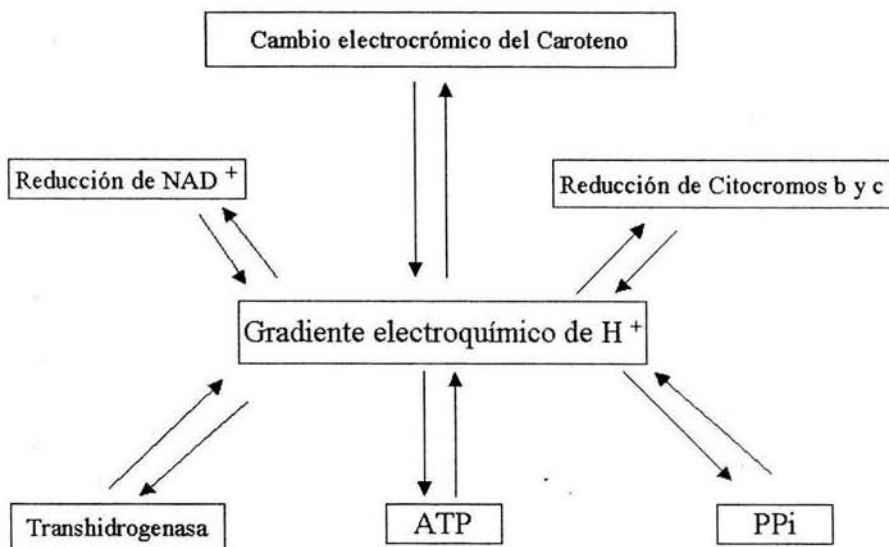 Cambio electrocrómico del Caroteno
Reducción de NAD +
Reducción de Citocromos b y c
Gradiente electroquímico de H +
Transhidrogenasa
ATP
PPi